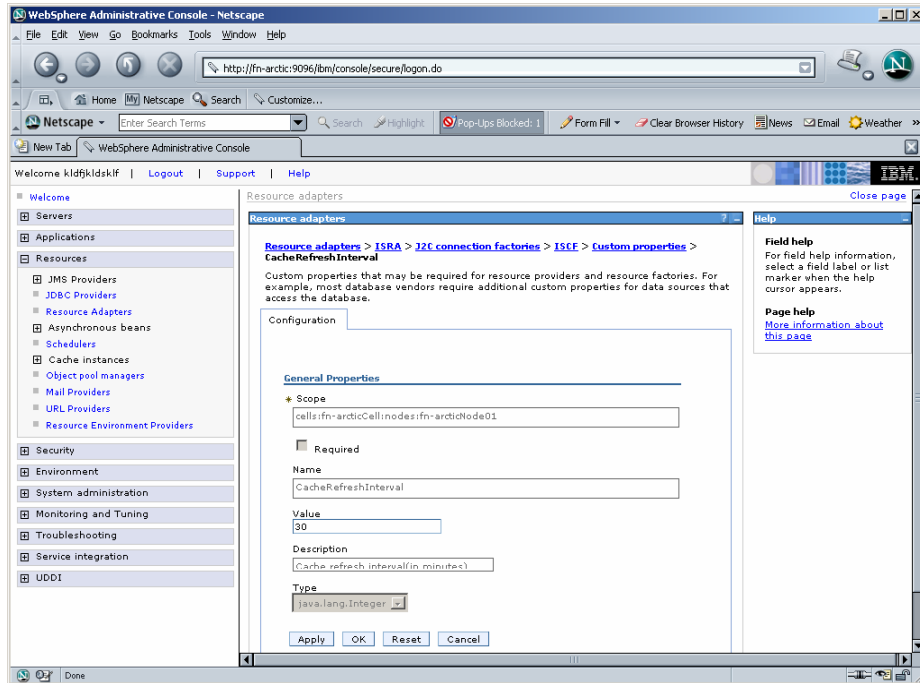 WebSphere Administrative Console - Netscape
File Edit View Go Bookmarks Tools Window Help
http://fn-arctic:9096/ibm/console/secure/logon.do
Home My Netscape Search Customize...
Netscape Enter Search Terms Search Highlight Pop-Ups Blocked: 1 Form Fill Clear Browser History News Email Weather »
New Tab WebSphere Administrative Console
Welcome kldfjkldsklf | Logout | Support | Help IBM.
Welcome
Servers
Applications
Resources
JMS Providers
JDBC Providers
Resource Adapters
Asynchronous beans
Schedulers
Cache instances
Object pool managers
Mail Providers
URL Providers
Resource Environment Providers
Security
Environment
System administration
Monitoring and Tuning
Troubleshooting
Service integration
UDDI
Resource adapters Close page
Resource adapters ? _
Resource adapters > ISRA > J2C connection factories > ISCF > Custom properties >
CacheRefreshInterval
Custom properties that may be required for resource providers and resource factories. For
example, most database vendors require additional custom properties for data sources that
access the database.
Configuration
General Properties
* Scope
cells:fn-arcticCell:nodes:fn-arcticNode01
Required
Name
CacheRefreshInterval
Value
30
Description
Cache refresh interval(in minutes)
Type
java.lang.Integer
Apply OK Reset Cancel
Help
Field help
For field help information,
select a field label or list
marker when the help
cursor appears.
Page help
More information about
this page
Done